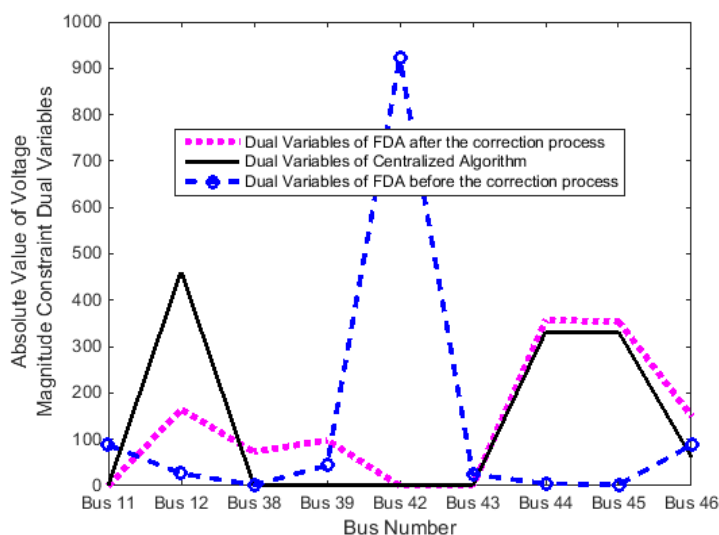 1000
900
800
700
600
500
400
300
200
100
0
Absolute Value of Voltage
Magnitude Constraint Dual Variables
Dual Variables of FDA after the correction process
Dual Variables of Centralized Algorithm
Dual Variables of FDA before the correction process
Bus 11 Bus 12 Bus 38 Bus 39 Bus 42 Bus 43 Bus 44 Bus 45 Bus 46
Bus Number